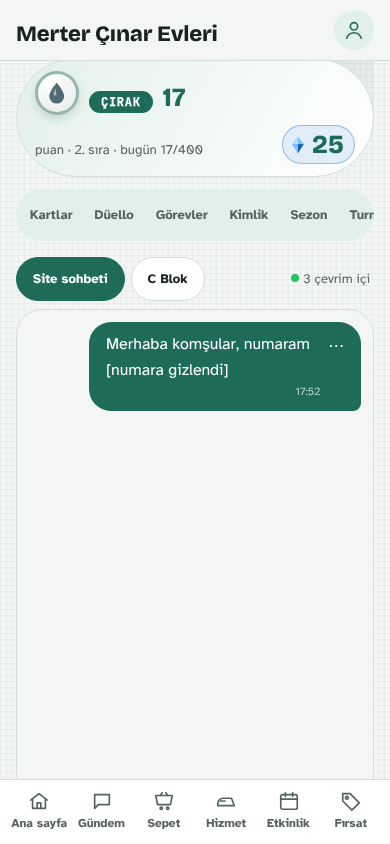 Merter Çınar Evleri
ÇIRAK 17
puan · 2. sıra · bugün 17/400
25
Kartlar Düello Görevler Kimlik Sezon
Site sohbeti C Blok 3 çevrim içi
Merhaba komşular, numaram ...
[numara gizlendi]
17:52
Ana sayfa Gündem Sepet Hizmet Etkinlik Fırsat